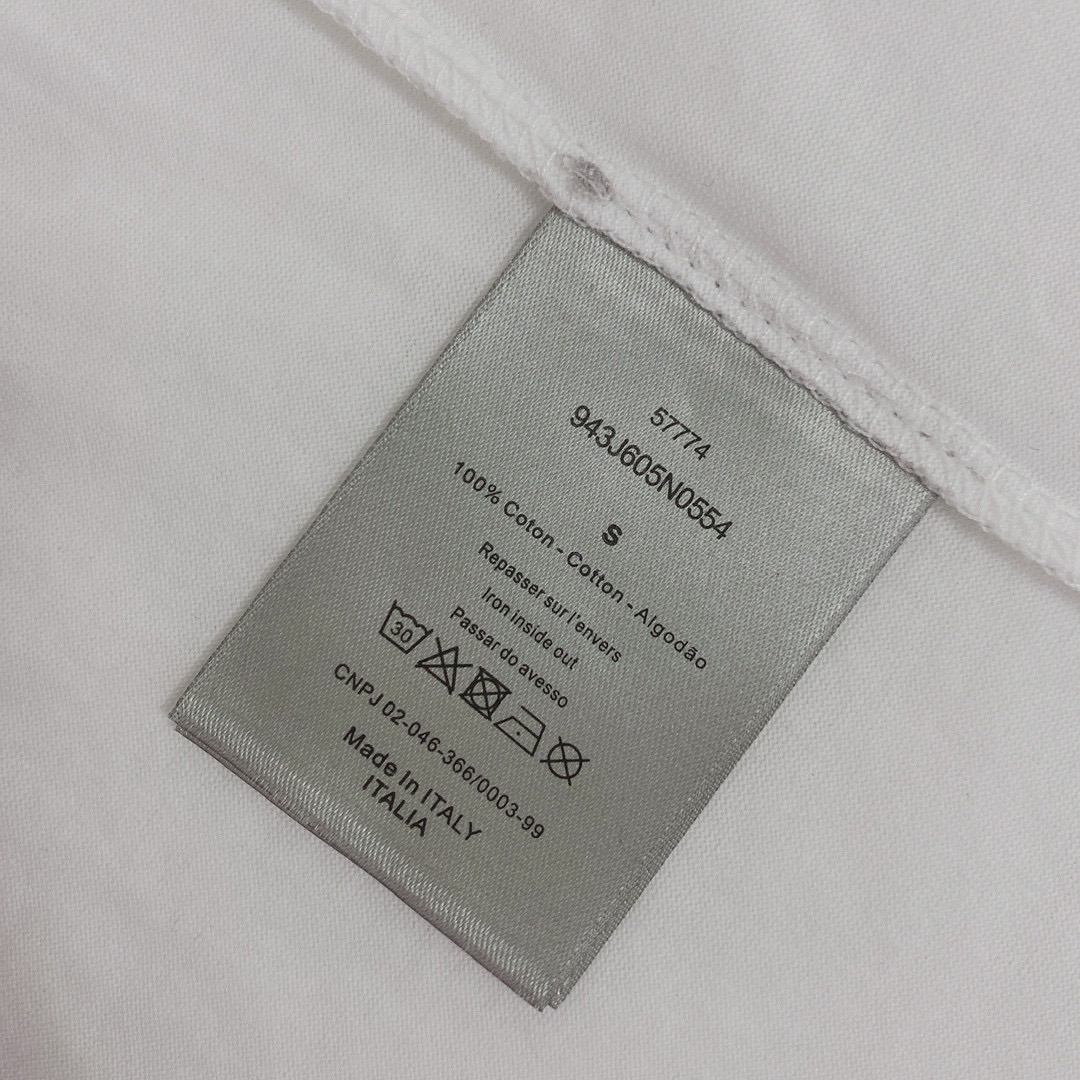 57774
943J605N0554
S
100% Coton - Cotton - Algodão
Repasser sur l'envers
Iron inside out
Passar do avesso
30
CNPJ 02-046-366/0003-99
Made In ITALY
ITALIA